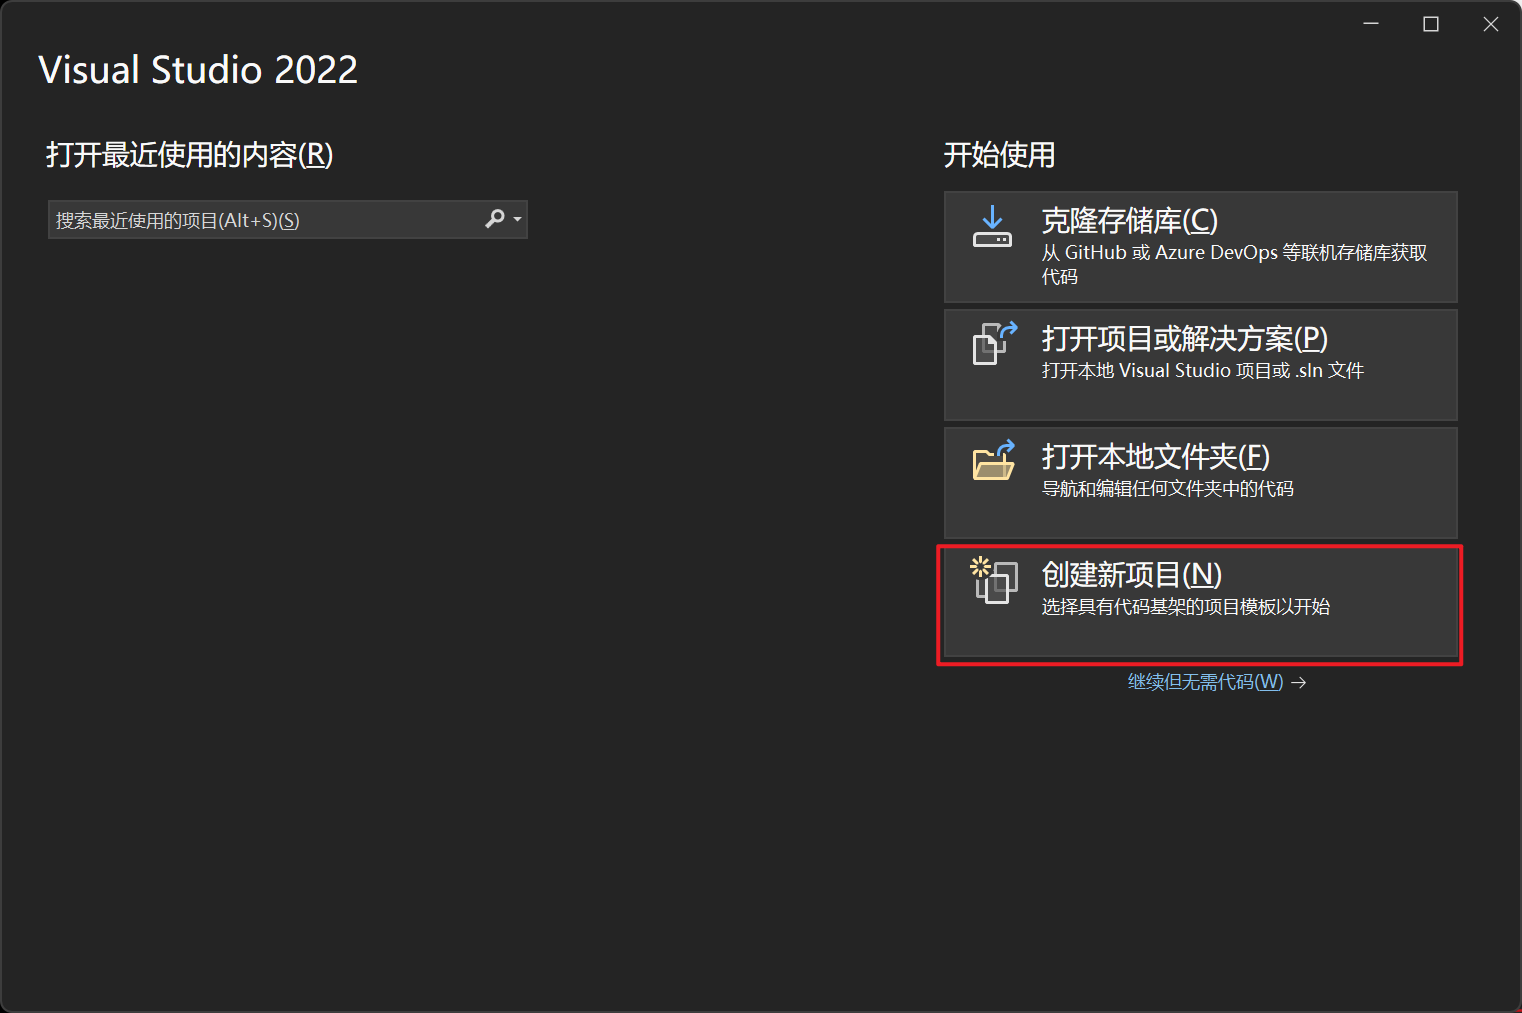 Visual Studio 2022
打开最近使用的内容(R)
搜索最近使用的项目(Alt+S)(S)
开始使用
克隆存储库(C)
从 GitHub 或 Azure DevOps 等联机存储库获取
代码
打开项目或解决方案(P)
打开本地 Visual Studio 项目或 .sln 文件
打开本地文件夹(F)
导航和编辑任何文件夹中的代码
创建新项目(N)
选择具有代码基架的项目模板以开始
继续但无需代码(W) →